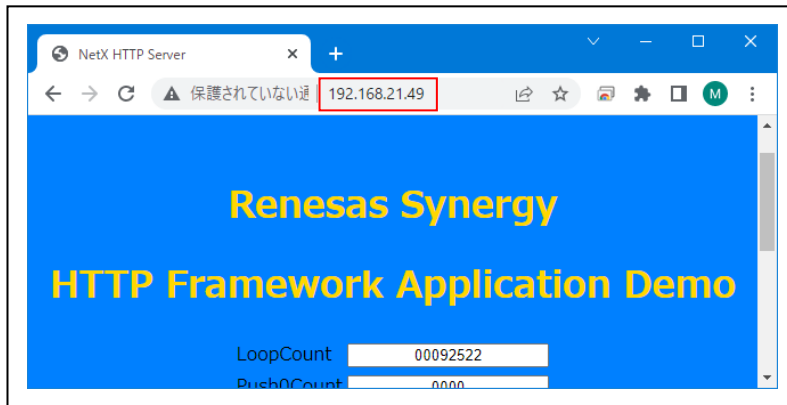 NetX HTTP Server
保護されていない通 192.168.21.49
M
Renesas Synergy
HTTP Framework Application Demo
LoopCount 00092522
Push0Count 0000